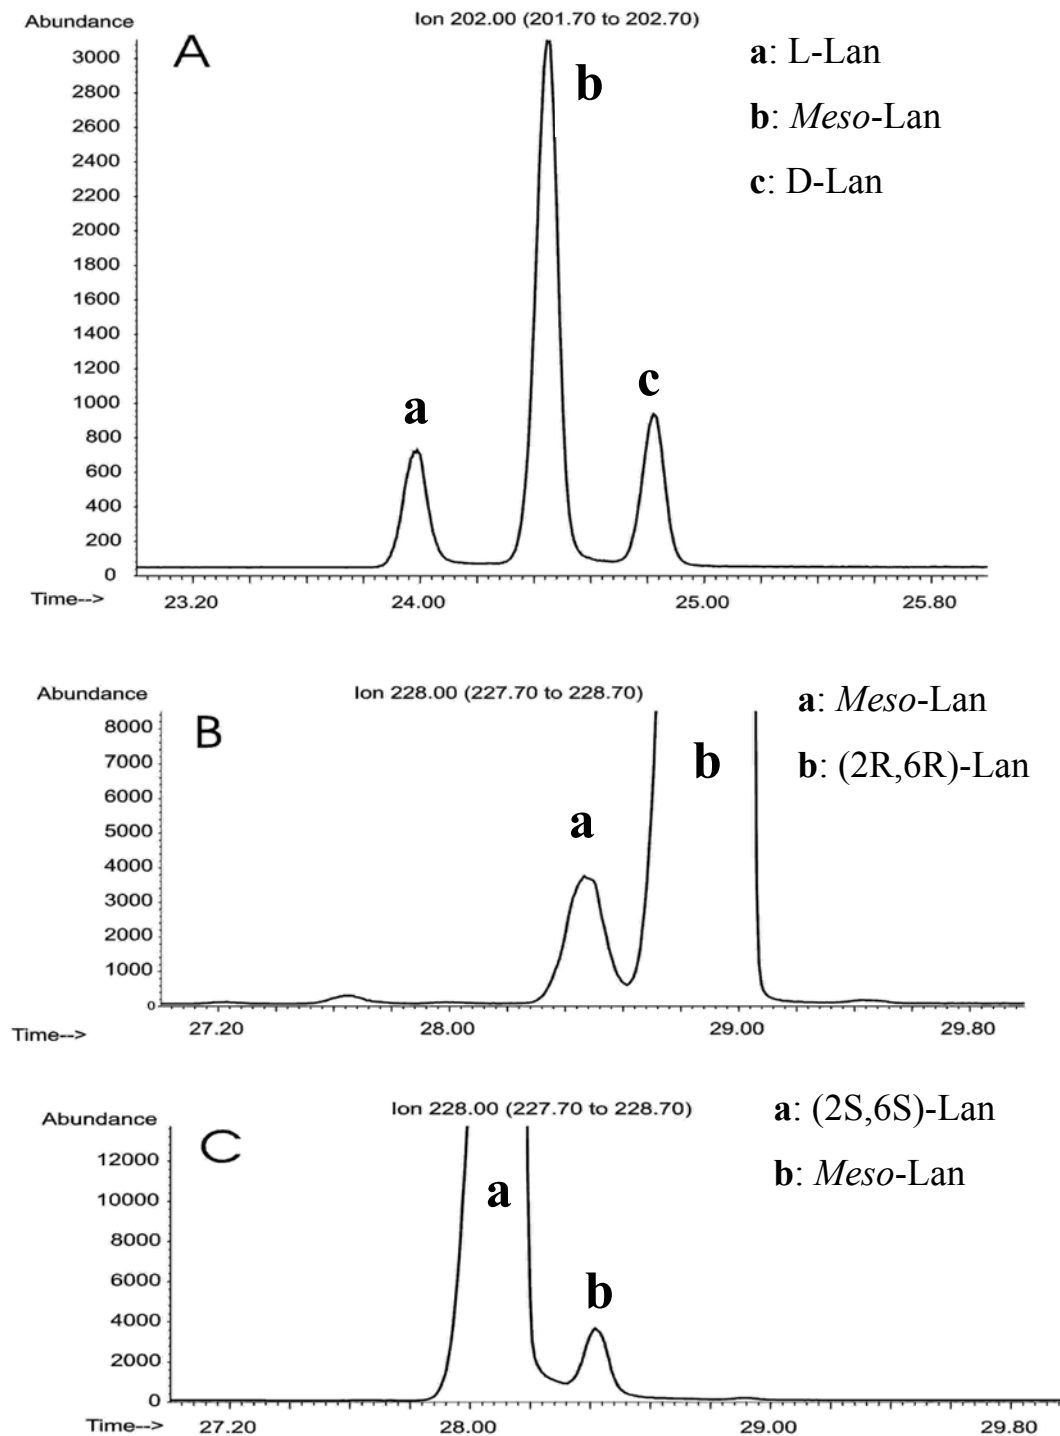 Abundance
Ion 202.00 (201.70 to 202.70)
A
a: L-Lan
b: Meso-Lan
c: D-Lan
3000
2800
2600
2400
2200
2000
1800
1600
1400
1200
1000
800
600
400
200
0
b
a
c
Time-->
23.20 24.00 25.00 25.80
Abundance
Ion 228.00 (227.70 to 228.70)
B
a: Meso-Lan
b: (2R,6R)-Lan
8000
7000
6000
5000
4000
3000
2000
1000
0
a
b
Time-->
27.20 28.00 29.00 29.80
Abundance
Ion 228.00 (227.70 to 228.70)
C
a: (2S,6S)-Lan
b: Meso-Lan
12000
10000
8000
6000
4000
2000
0
a
b
Time-->
27.20 28.00 29.00 29.80